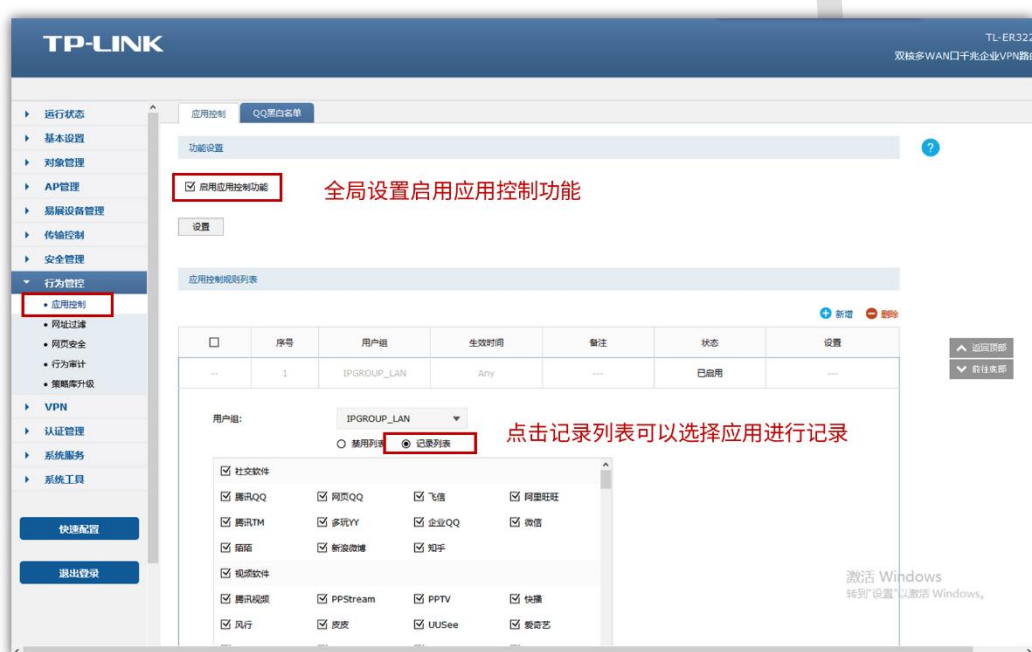 TP-LINK
TL-ER322
双核多WAN口千兆企业VPN路由
运行状态
基本设置
对象管理
AP管理
易展设备管理
传输控制
安全管理
行为管控
应用控制
网址过滤
网页安全
行为审计
策略库升级
VPN
认证管理
系统服务
系统工具
快速配置
退出登录
应用控制 QQ黑白名单
功能设置
?
启用应用控制功能
全局设置启用应用控制功能
设置
应用控制规则列表
新增 删除
序号 用户组 生效时间 备注 状态 设置
-- 1 IPGROUP_LAN Any --- 已启用 ---
返回顶部
前往底部
用户组: IPGROUP_LAN
禁用列表 记录列表
点击记录列表可以选择应用进行记录
社交软件
腾讯QQ 网页QQ 飞信 阿里旺旺
腾讯TM 多玩YY 企业QQ 微信
陌陌 新浪微博 知乎
视频软件
腾讯视频 PPStream PPTV 快播
风行 皮皮 UUSee 爱奇艺
激活 Windows
转到"设置"以激活 Windows。